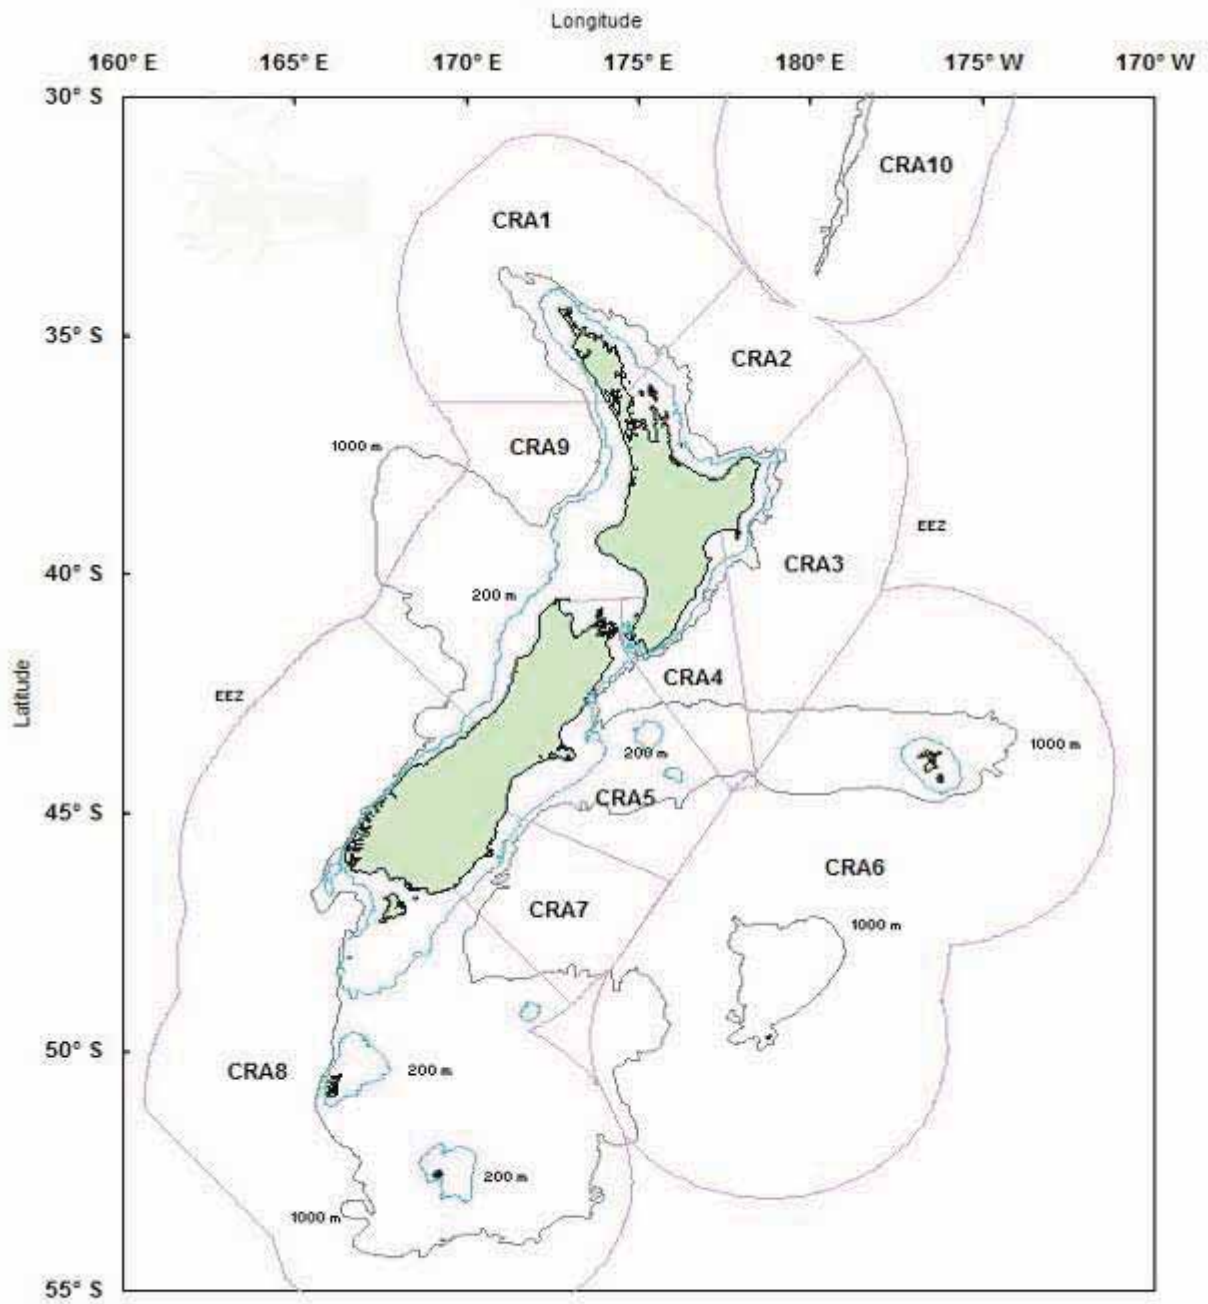 Longitude
160° E 165° E 170° E 175° E 180° E 175° W 170° W
30° S
CRA10
CRA1
35° S
CRA2
1000 m
CRA9
EEZ
CRA3
40° S
200 m
CRA4
Latitude
EEZ
200 m
1000 m
CRA5
45° S
CRA6
CRA7
1000 m
50° S
CRA8
200 m
200 m
1000 m
55° S